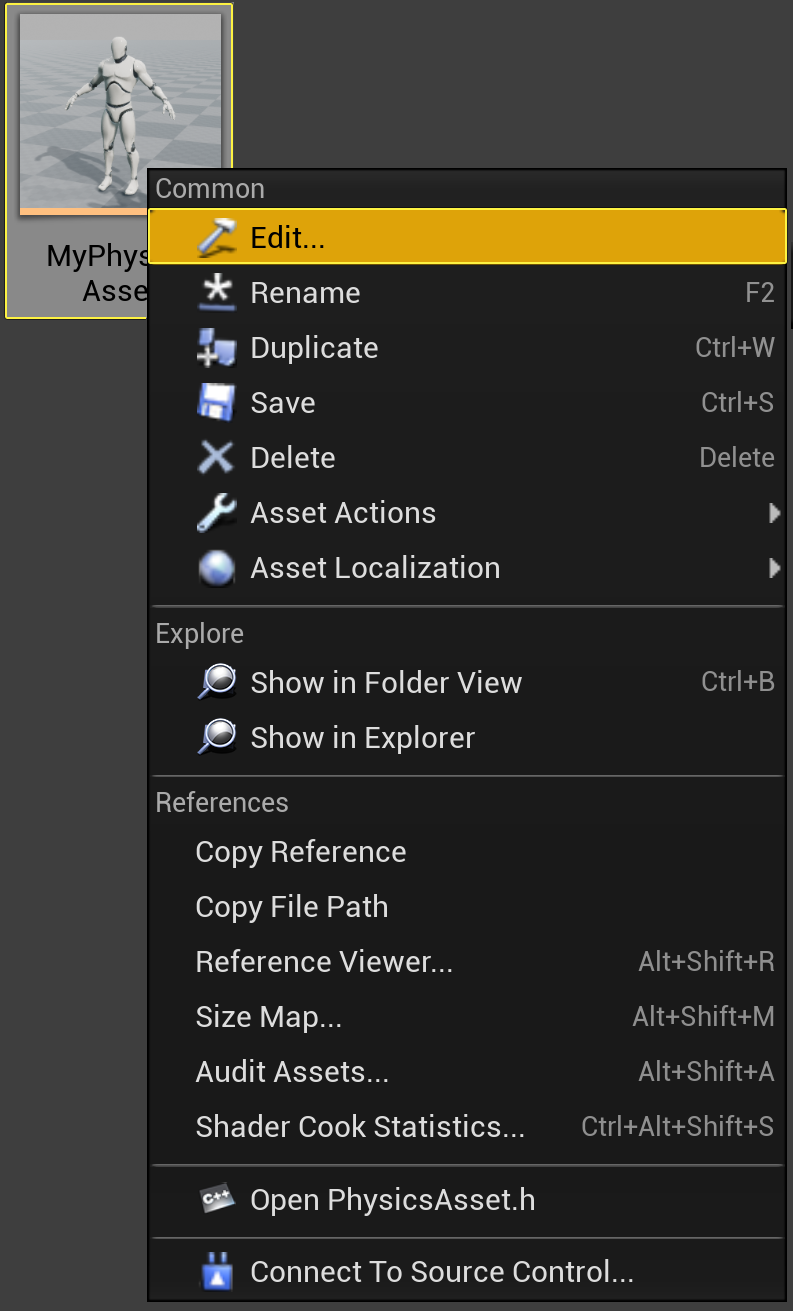 MyPhys
Asse
Common
Edit...
Rename F2
Duplicate Ctrl+W
Save Ctrl+S
Delete Delete
Asset Actions
Asset Localization
Explore
Show in Folder View Ctrl+B
Show in Explorer
References
Copy Reference
Copy File Path
Reference Viewer... Alt+Shift+R
Size Map... Alt+Shift+M
Audit Assets... Alt+Shift+A
Shader Cook Statistics... Ctrl+Alt+Shift+S
C++ Open PhysicsAsset.h
Connect To Source Control...